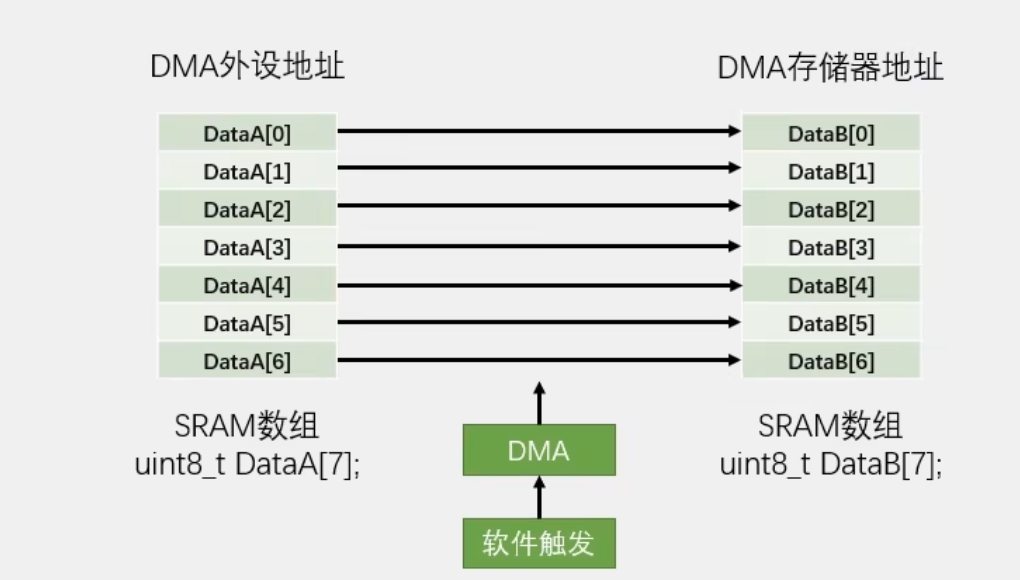 DMA外设地址
DMA存储器地址
DataA[0]
DataB[0]
DataA[1]
DataB[1]
DataA[2]
DataB[2]
DataA[3]
DataB[3]
DataA[4]
DataB[4]
DataA[5]
DataB[5]
DataA[6]
DataB[6]
SRAM数组
uint8_t DataA[7];
SRAM数组
uint8_t DataB[7];
DMA
软件触发